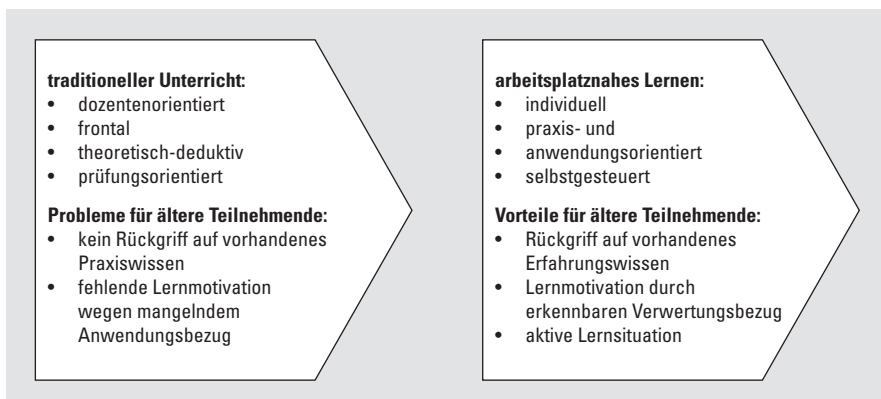 traditioneller Unterricht:
• dozentenorientiert
• frontal
• theoretisch-deduktiv
• prüfungsorientiert
Probleme für ältere Teilnehmende:
• kein Rückgriff auf vorhandenes
Praxiswissen
• fehlende Lernmotivation
wegen mangelndem
Anwendungsbezug
arbeitsplatznahes Lernen:
• individuell
• praxis- und
• anwendungsorientiert
• selbstgesteuert
Vorteile für ältere Teilnehmende:
• Rückgriff auf vorhandenes
Erfahrungswissen
• Lernmotivation durch
erkennbaren Verwertungsbezug
• aktive Lernsituation